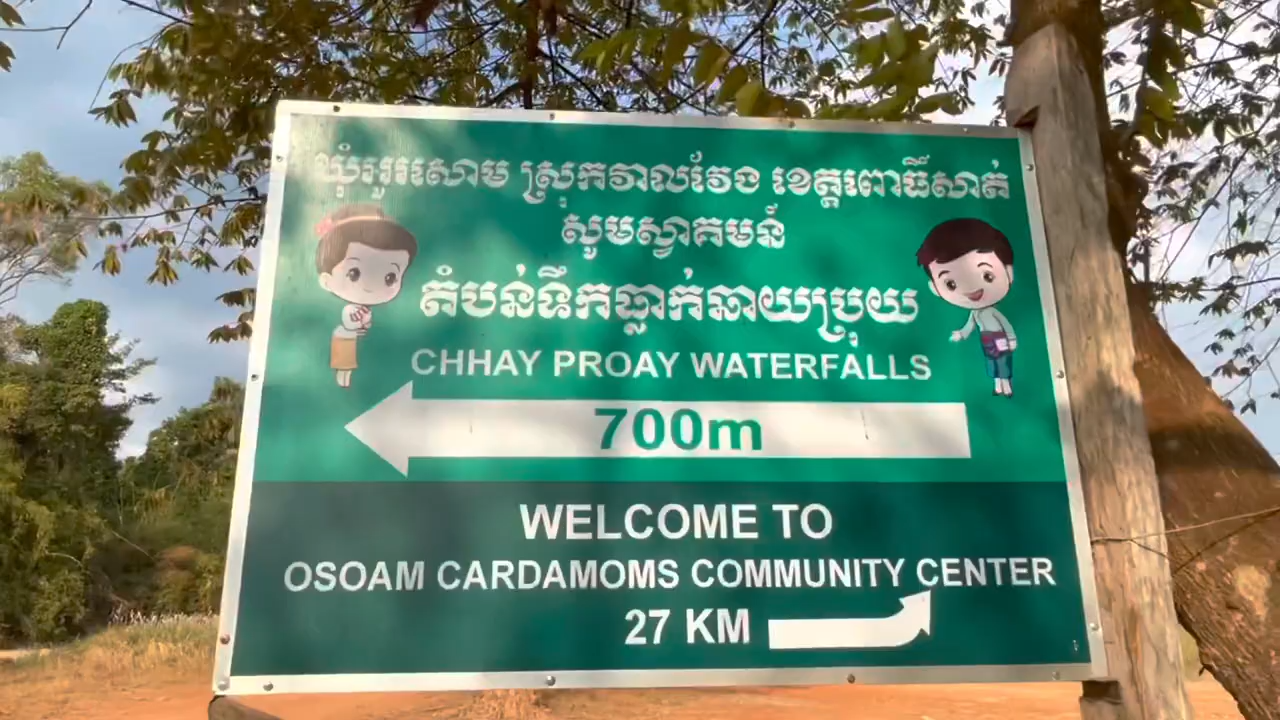 ឃុំអូរសោម ស្រុកវាលវែង ខេត្តពោធិ៍សាត់
សូមស្វាគមន៍
តំបន់ទឹកធ្លាក់ឆាយប្រុយ
CHHAY PROAY WATERFALLS
700m
WELCOME TO
OSOAM CARDAMOMS COMMUNITY CENTER
27 KM